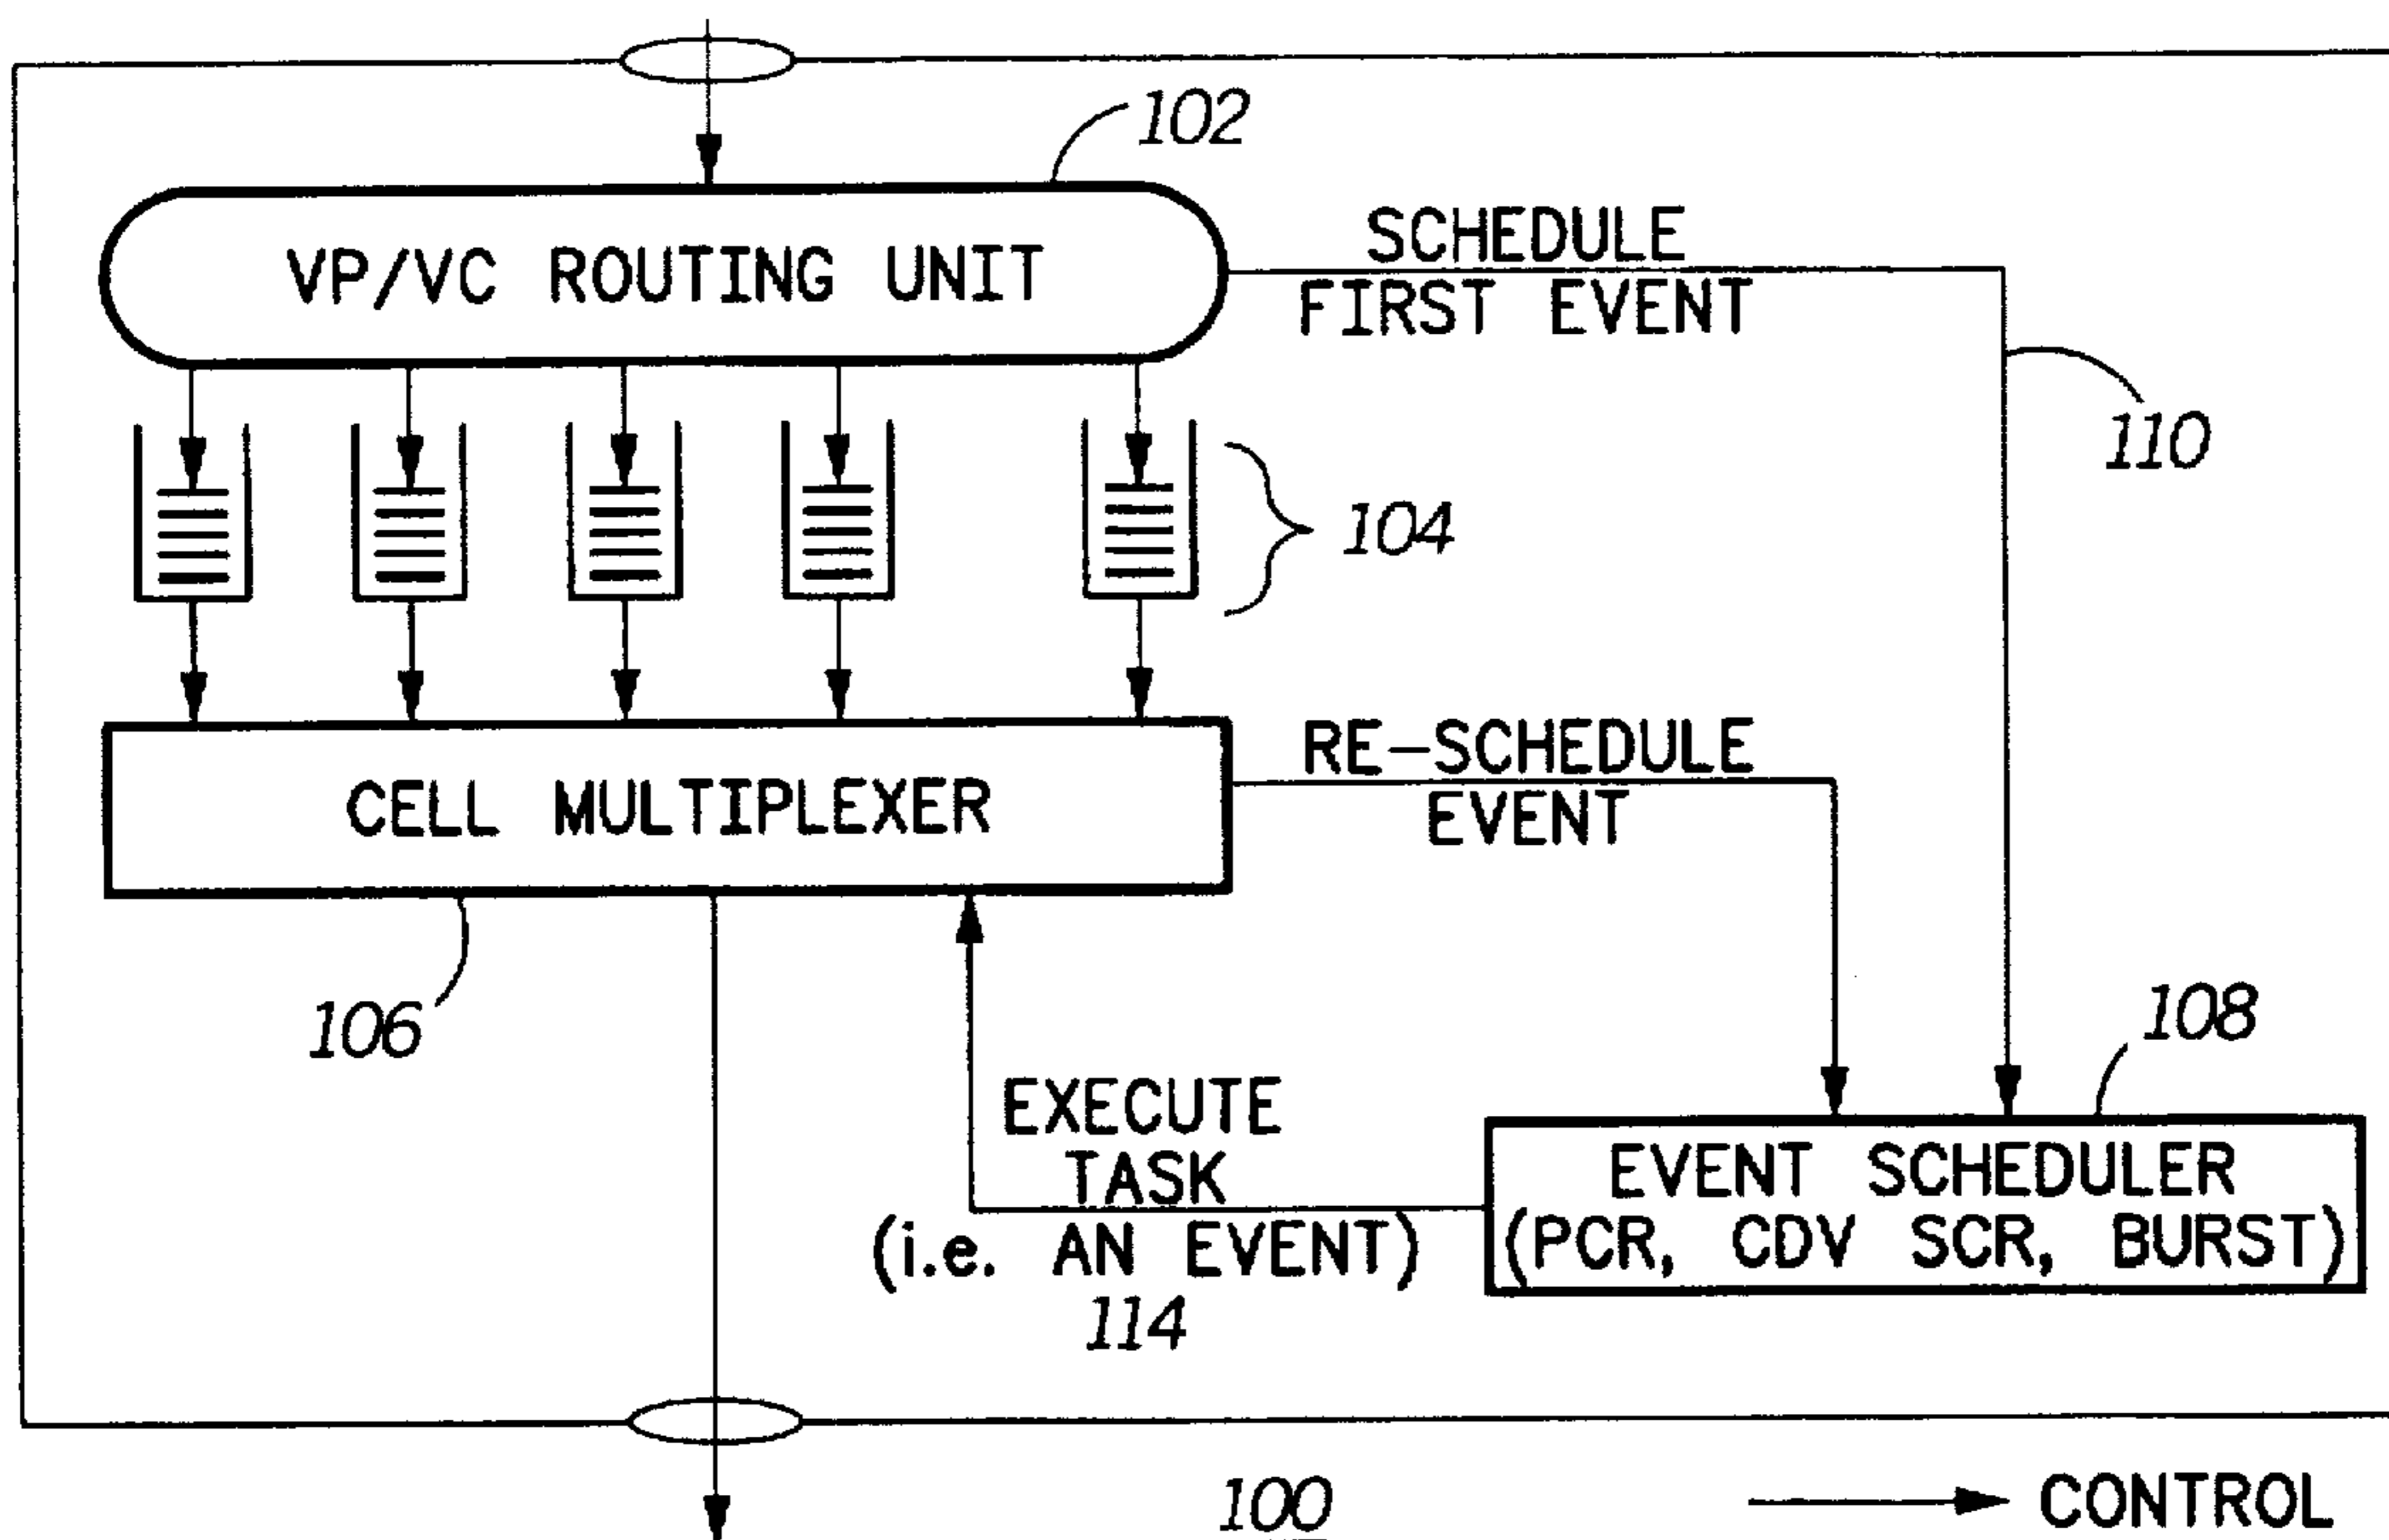 102
VP/VC ROUTING UNIT
SCHEDULE
FIRST EVENT
110
104
CELL MULTIPLEXER
RE-SCHEDULE
EVENT
106
108
EXECUTE
TASK
(i.e. AN EVENT)
114
EVENT SCHEDULER
(PCR, CDV SCR, BURST)
100
CONTROL